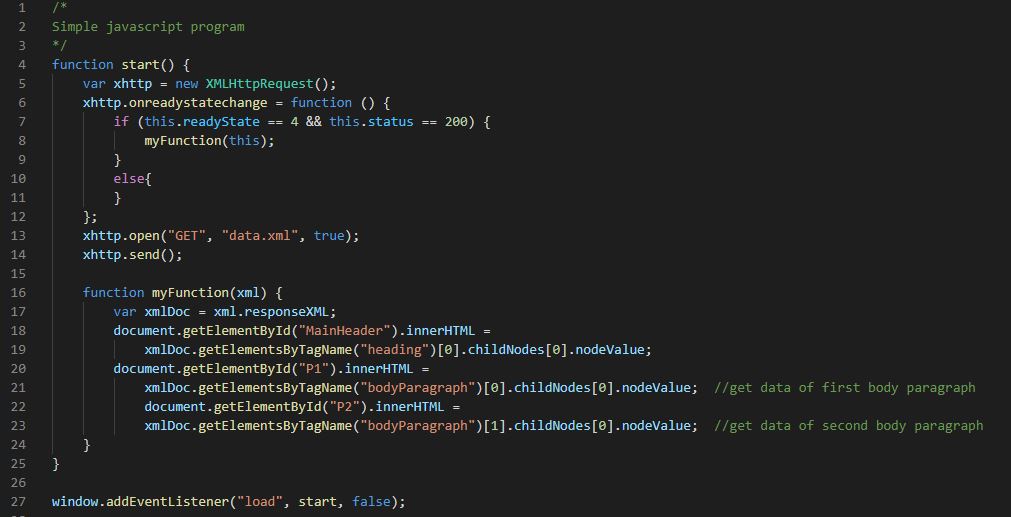 1 /*
2 Simple javascript program
3 */
4 function start() {
5     var xhttp = new XMLHttpRequest();
6     xhttp.onreadystatechange = function () {
7         if (this.readyState == 4 && this.status == 200) {
8             myFunction(this);
9         }
10         else{
11         }
12     };
13     xhttp.open("GET", "data.xml", true);
14     xhttp.send();
15
16     function myFunction(xml) {
17         var xmlDoc = xml.responseXML;
18         document.getElementById("MainHeader").innerHTML =
19             xmlDoc.getElementsByTagName("heading")[0].childNodes[0].nodeValue;
20         document.getElementById("P1").innerHTML =
21             xmlDoc.getElementsByTagName("bodyParagraph")[0].childNodes[0].nodeValue;  //get data of first body paragraph
22             document.getElementById("P2").innerHTML =
23             xmlDoc.getElementsByTagName("bodyParagraph")[1].childNodes[0].nodeValue;  //get data of second body paragraph
24     }
25 }
26
27 window.addEventListener("load", start, false);